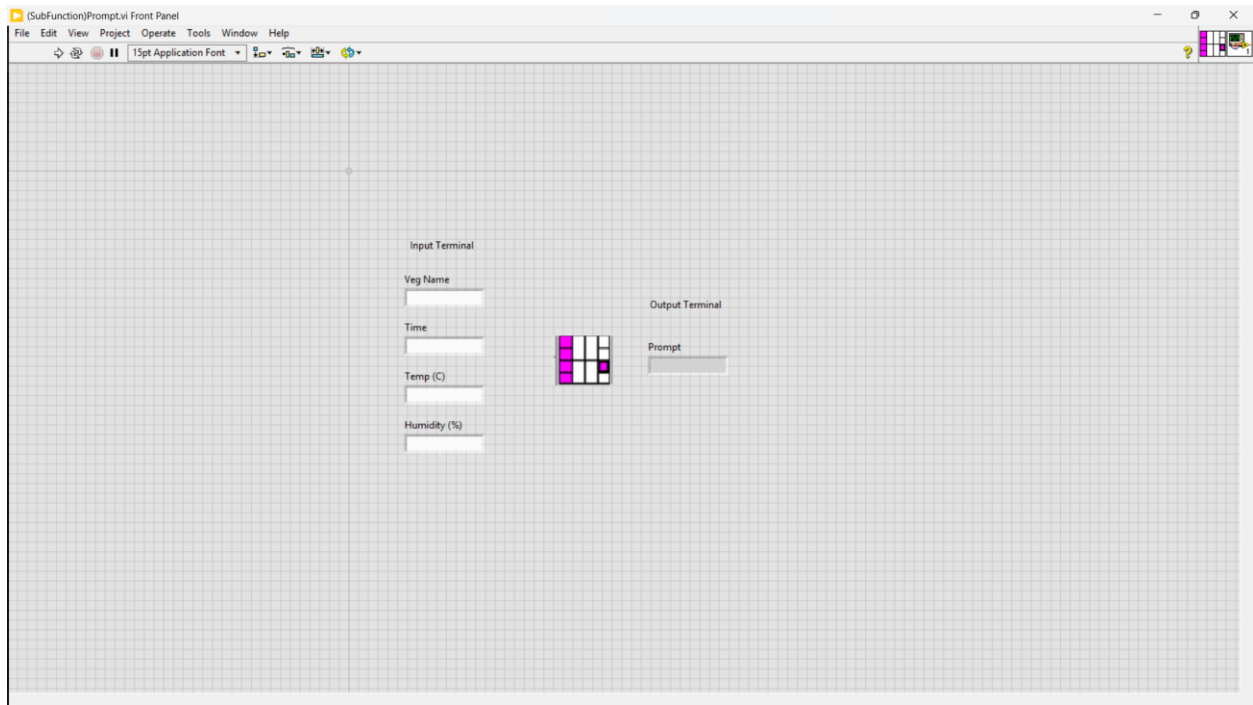 (SubFunction)Prompt.vi Front Panel
File Edit View Project Operate Tools Window Help
15pt Application Font
?
1
Input Terminal
Veg Name
Output Terminal
Time
Prompt
Temp (C)
Humidity (%)